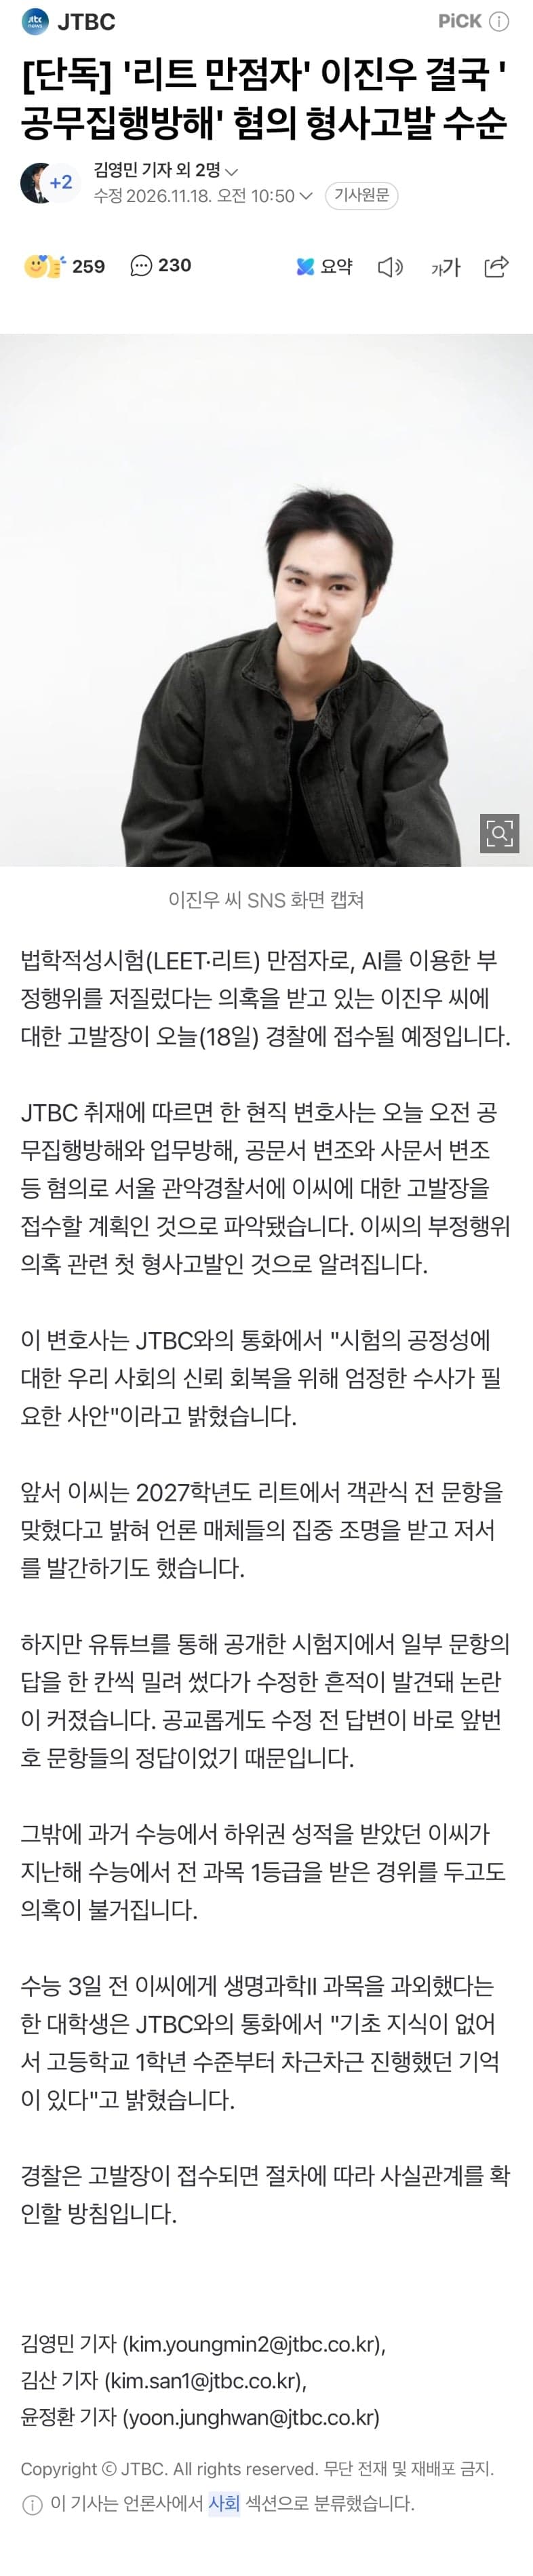 jtbc
news
JTBC
PiCK
[단독] '리트 만점자' 이진우 결국 '
공무집행방해' 혐의 형사고발 수순
+2
김영민 기자 외 2명
수정 2026.11.18. 오전 10:50
기사원문
259
230
요약
가가
이진우 씨 SNS 화면 캡쳐
법학적성시험(LEET·리트) 만점자로, AI를 이용한 부
정행위를 저질렀다는 의혹을 받고 있는 이진우 씨에
대한 고발장이 오늘(18일) 경찰에 접수될 예정입니다.
JTBC 취재에 따르면 한 현직 변호사는 오늘 오전 공
무집행방해와 업무방해, 공문서 변조와 사문서 변조
등 혐의로 서울 관악경찰서에 이씨에 대한 고발장을
접수할 계획인 것으로 파악됐습니다. 이씨의 부정행위
의혹 관련 첫 형사고발인 것으로 알려집니다.
이 변호사는 JTBC와의 통화에서 "시험의 공정성에
대한 우리 사회의 신뢰 회복을 위해 엄정한 수사가 필
요한 사안"이라고 밝혔습니다.
앞서 이씨는 2027학년도 리트에서 객관식 전 문항을
맞혔다고 밝혀 언론 매체들의 집중 조명을 받고 저서
를 발간하기도 했습니다.
하지만 유튜브를 통해 공개한 시험지에서 일부 문항의
답을 한 칸씩 밀려 썼다가 수정한 흔적이 발견돼 논란
이 커졌습니다. 공교롭게도 수정 전 답변이 바로 앞번
호 문항들의 정답이었기 때문입니다.
그밖에 과거 수능에서 하위권 성적을 받았던 이씨가
지난해 수능에서 전 과목 1등급을 받은 경위를 두고도
의혹이 불거집니다.
수능 3일 전 이씨에게 생명과학II 과목을 과외했다는
한 대학생은 JTBC와의 통화에서 "기초 지식이 없어
서 고등학교 1학년 수준부터 차근차근 진행했던 기억
이 있다"고 밝혔습니다.
경찰은 고발장이 접수되면 절차에 따라 사실관계를 확
인할 방침입니다.
김영민 기자 (kim.youngmin2@jtbc.co.kr),
김산 기자 (kim.san1@jtbc.co.kr),
윤정환 기자 (yoon.junghwan@jtbc.co.kr)
Copyright ⓒ JTBC. All rights reserved. 무단 전재 및 재배포 금지.
이 기사는 언론사에서 사회 섹션으로 분류했습니다.